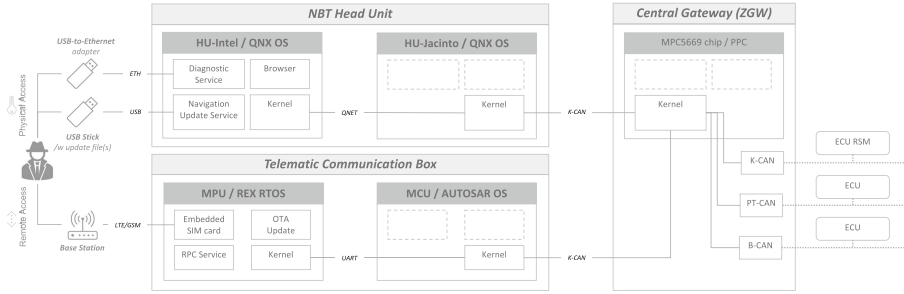 NBT Head Unit
Central Gateway (ZGW)
USB-to-Ethernet
adapter
HU-Intel / QNX OS
HU-Jacinto / QNX OS
MPC5669 chip / PPC
Diagnostic
Service
Browser
ETH
Physical Access
Navigation
Update Service
Kernel
Kernel
Kernel
USB
QNET
K-CAN
USB Stick
/w update file(s)
ECU RSM
K-CAN
Telematic Communication Box
MPU / REX RTOS
MCU / AUTOSAR OS
ECU
PT-CAN
Remote Access
Embedded
SIM card
OTA
Update
LTE/GSM
ECU
B-CAN
Base Station
RPC Service
Kernel
Kernel
UART
K-CAN